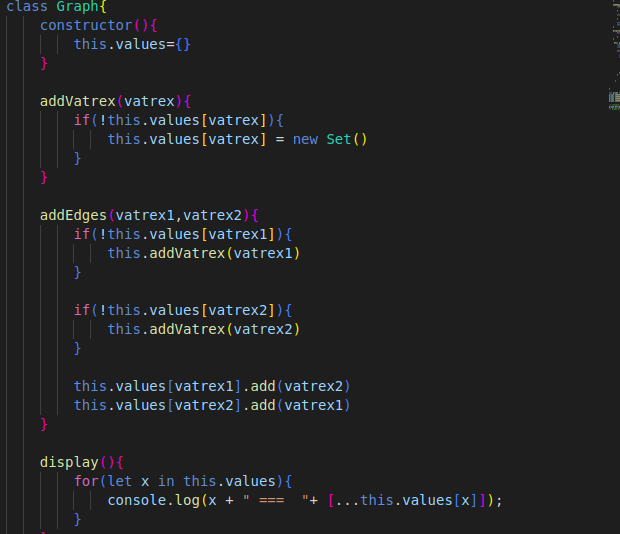 class Graph{
constructor(){
this.values={}
}
addVatrex(vatrex){
if(!this.values[vatrex]){
this.values[vatrex] = new Set()
}
}
addEdges(vatrex1,vatrex2){
if(!this.values[vatrex1]){
this.addVatrex(vatrex1)
}
if(!this.values[vatrex2]){
this.addVatrex(vatrex2)
}
this.values[vatrex1].add(vatrex2)
this.values[vatrex2].add(vatrex1)
}
display(){
for(let x in this.values){
console.log(x + " ===  "+ [...this.values[x]]);
}
}